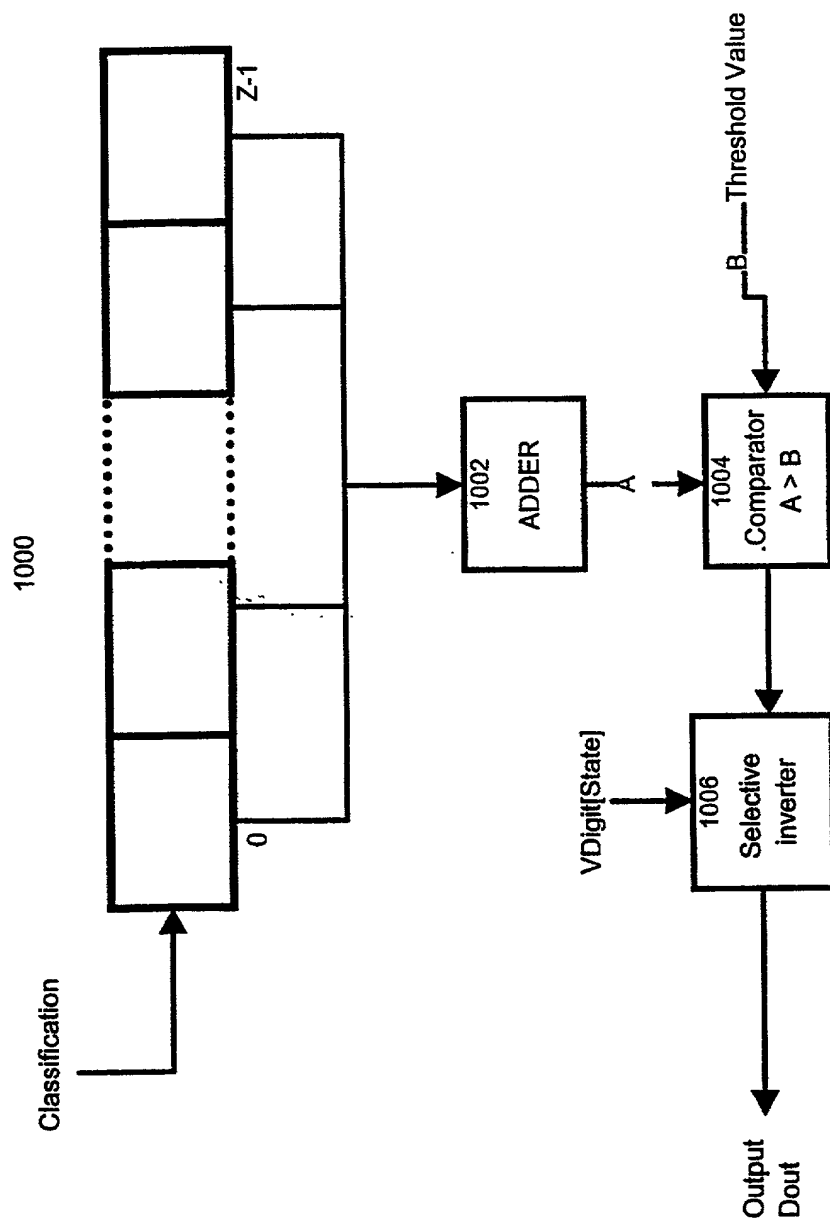 1000
Classification
0
Z-1
1002
ADDER
A
B
Threshold Value
1004
.Comparator
A > B
VDigit[State]
1006
Selective
inverter
Output
Dout